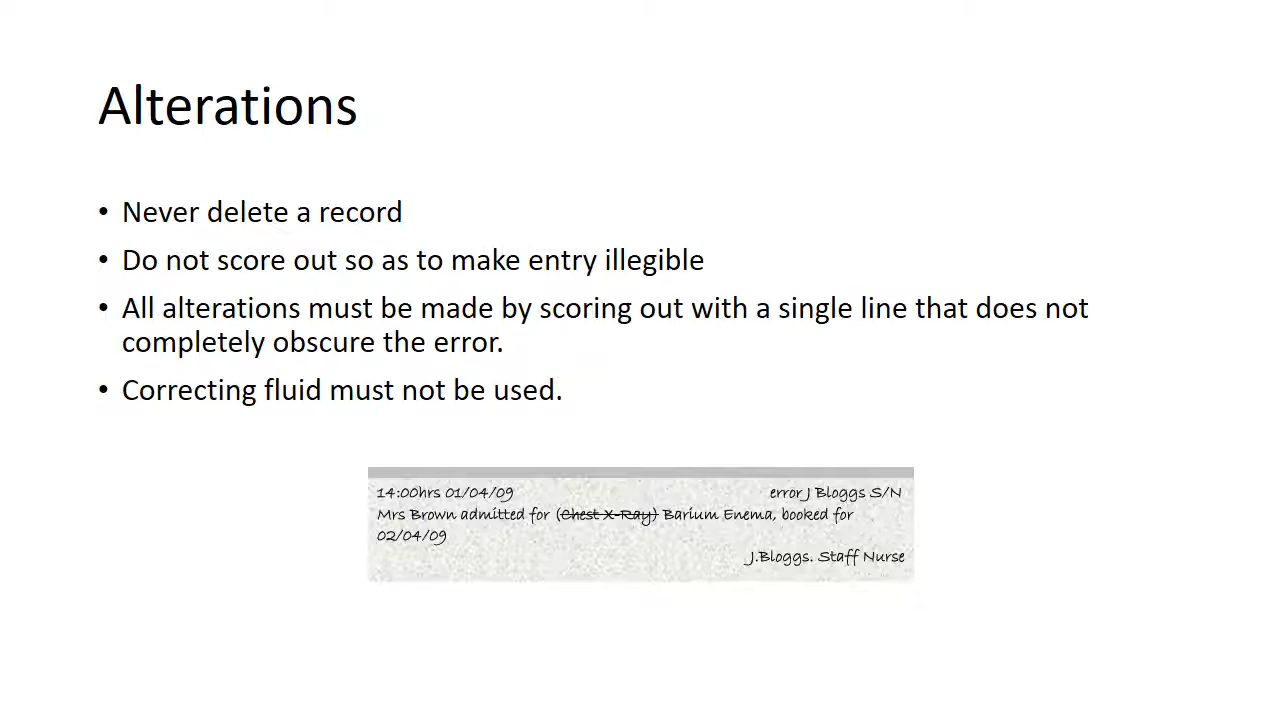 Alterations
• Never delete a record
• Do not score out so as to make entry illegible
• All alterations must be made by scoring out with a single line that does not
completely obscure the error.
• Correcting fluid must not be used.
14:00hrs 01/04/09 error J Bloggs S/N
Mrs Brown admitted for (Chest X-Ray) Barium Enema, booked for
02/04/09
J.Bloggs. Staff Nurse